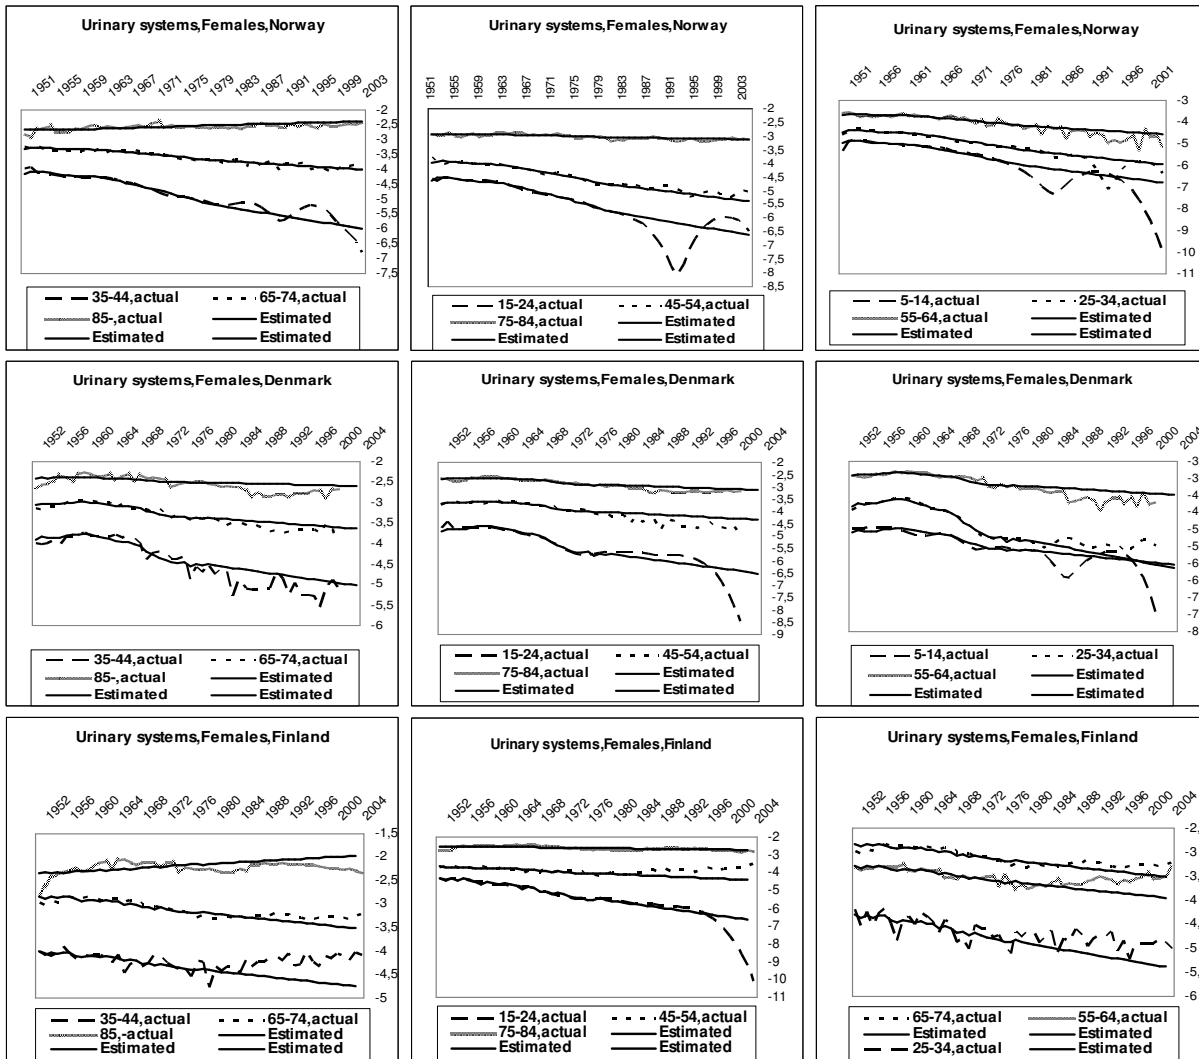 Urinary systems,Females,Norway
1951 1955 1959 1963 1967 1971 1975 1979 1983 1987 1991 1995 1999 2003
-2
-2,5
-3
-3,5
-4
-4,5
-5
-5,5
-6
-6,5
-7
-7,5
35-44,actual 65-74,actual
85-,actual Estimated
Estimated Estimated
Urinary systems,Females,Norway
1951 1955 1959 1963 1967 1971 1975 1979 1983 1987 1991 1995 1999 2003
-2
-2,5
-3
-3,5
-4
-4,5
-5
-5,5
-6
-6,5
-7
-7,5
-8
-8,5
15-24,actual 45-54,actual
75-84,actual Estimated
Estimated Estimated
Urinary systems,Females,Norway
1951 1956 1961 1966 1971 1976 1981 1986 1991 1996 2001
-3
-4
-5
-6
-7
-8
-9
-10
-11
5-14,actual 25-34,actual
55-64,actual Estimated
Estimated Estimated
Urinary systems,Females,Denmark
1952 1956 1960 1964 1968 1972 1976 1980 1984 1988 1992 1996 2000 2004
-2
-2,5
-3
-3,5
-4
-4,5
-5
-5,5
-6
35-44,actual 65-74,actual
85-,actual Estimated
Estimated Estimated
Urinary systems,Females,Denmark
1952 1956 1960 1964 1968 1972 1976 1980 1984 1988 1992 1996 2000 2004
-2
-2,5
-3
-3,5
-4
-4,5
-5
-5,5
-6
-6,5
-7
-7,5
-8
-8,5
-9
15-24,actual 45-54,actual
75-84,actual Estimated
Estimated Estimated
Urinary systems,Females,Denmark
1952 1956 1960 1964 1968 1972 1976 1980 1984 1988 1992 1996 2000 2004
-3
-3
-4
-4
-5
-5
-6
-6
-7
-7
-8
5-14,actual 25-34,actual
55-64,actual Estimated
Estimated Estimated
Urinary systems,Females,Finland
1952 1956 1960 1964 1968 1972 1976 1980 1984 1988 1992 1996 2000 2004
-1,5
-2
-2,5
-3
-3,5
-4
-4,5
-5
35-44,actual 65-74,actual
85,-actual Estimated
Estimated Estimated
Urinary systems,Females,Finland
1952 1956 1960 1964 1968 1972 1976 1980 1984 1988 1992 1996 2000 2004
-2
-3
-4
-5
-6
-7
-8
-9
-10
-11
15-24,actual 45-54,actual
75-84,actual Estimated
Estimated Estimated
Urinary systems,Females,Finland
1952 1956 1960 1964 1968 1972 1976 1980 1984 1988 1992 1996 2000 2004
-2,
-3,
-3,
-4,
-4,
-5,
-5,
-6
65-74,actual 55-64,actual
Estimated Estimated
25-34,actual Estimated